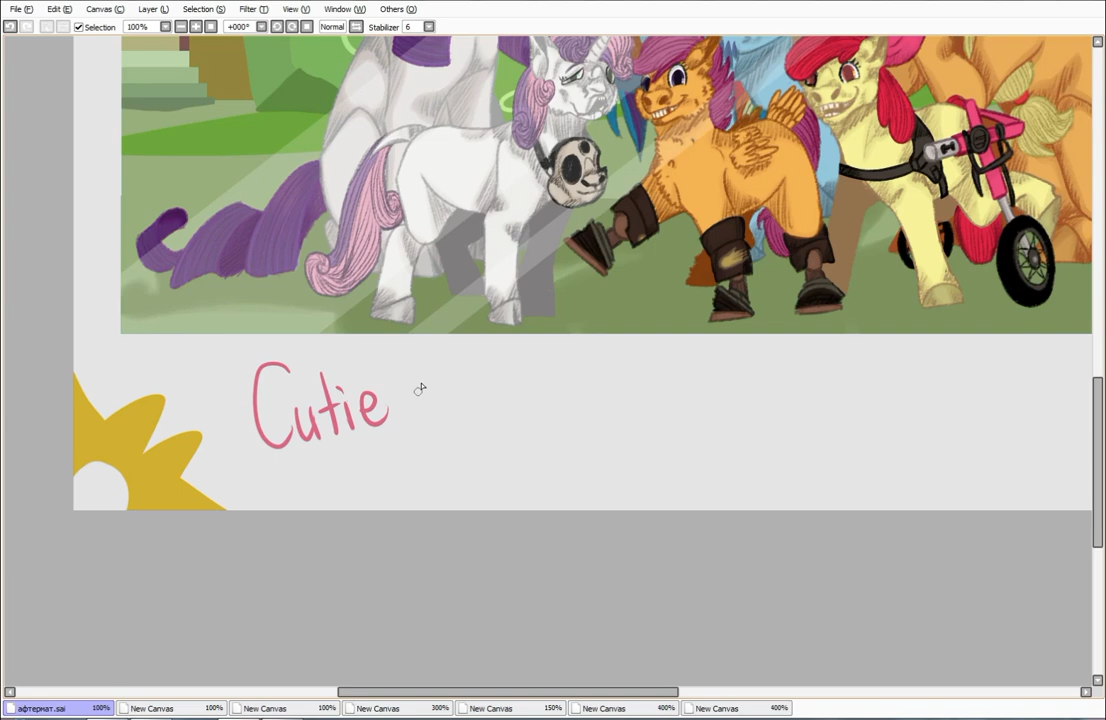 File (F) Edit (E) Canvas (C) Layer (L) Selection (S) Filter (T) View (V) Window (W) Others (O)
Selection 100% +000° Normal Stabilizer 6
Cutie
афтермат.sai 100% New Canvas 100% New Canvas 100% New Canvas 300% New Canvas 150% New Canvas 400% New Canvas 400%